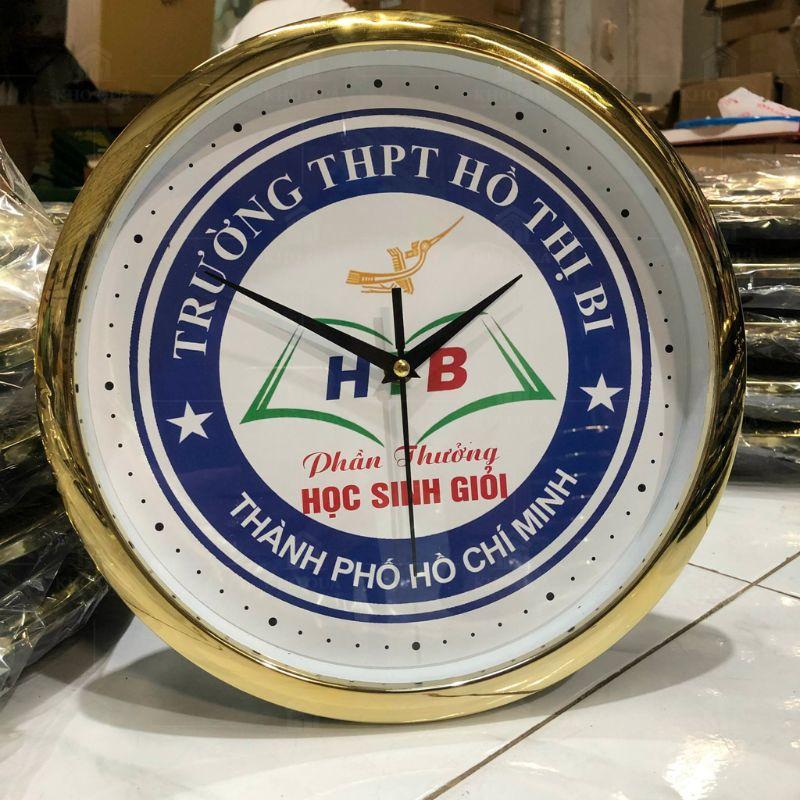 TRƯỜNG THPT HỒ THỊ BI
HTB
Phần Thưởng
HỌC SINH GIỎI
THÀNH PHỐ HỒ CHÍ MINH